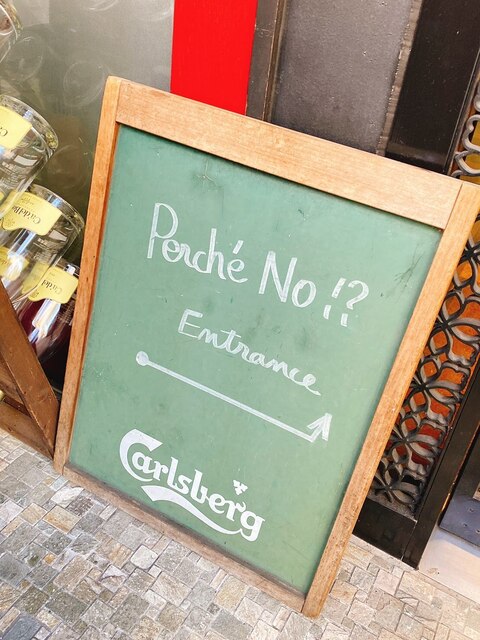 Perché No !?
Entrance
Carlsberg